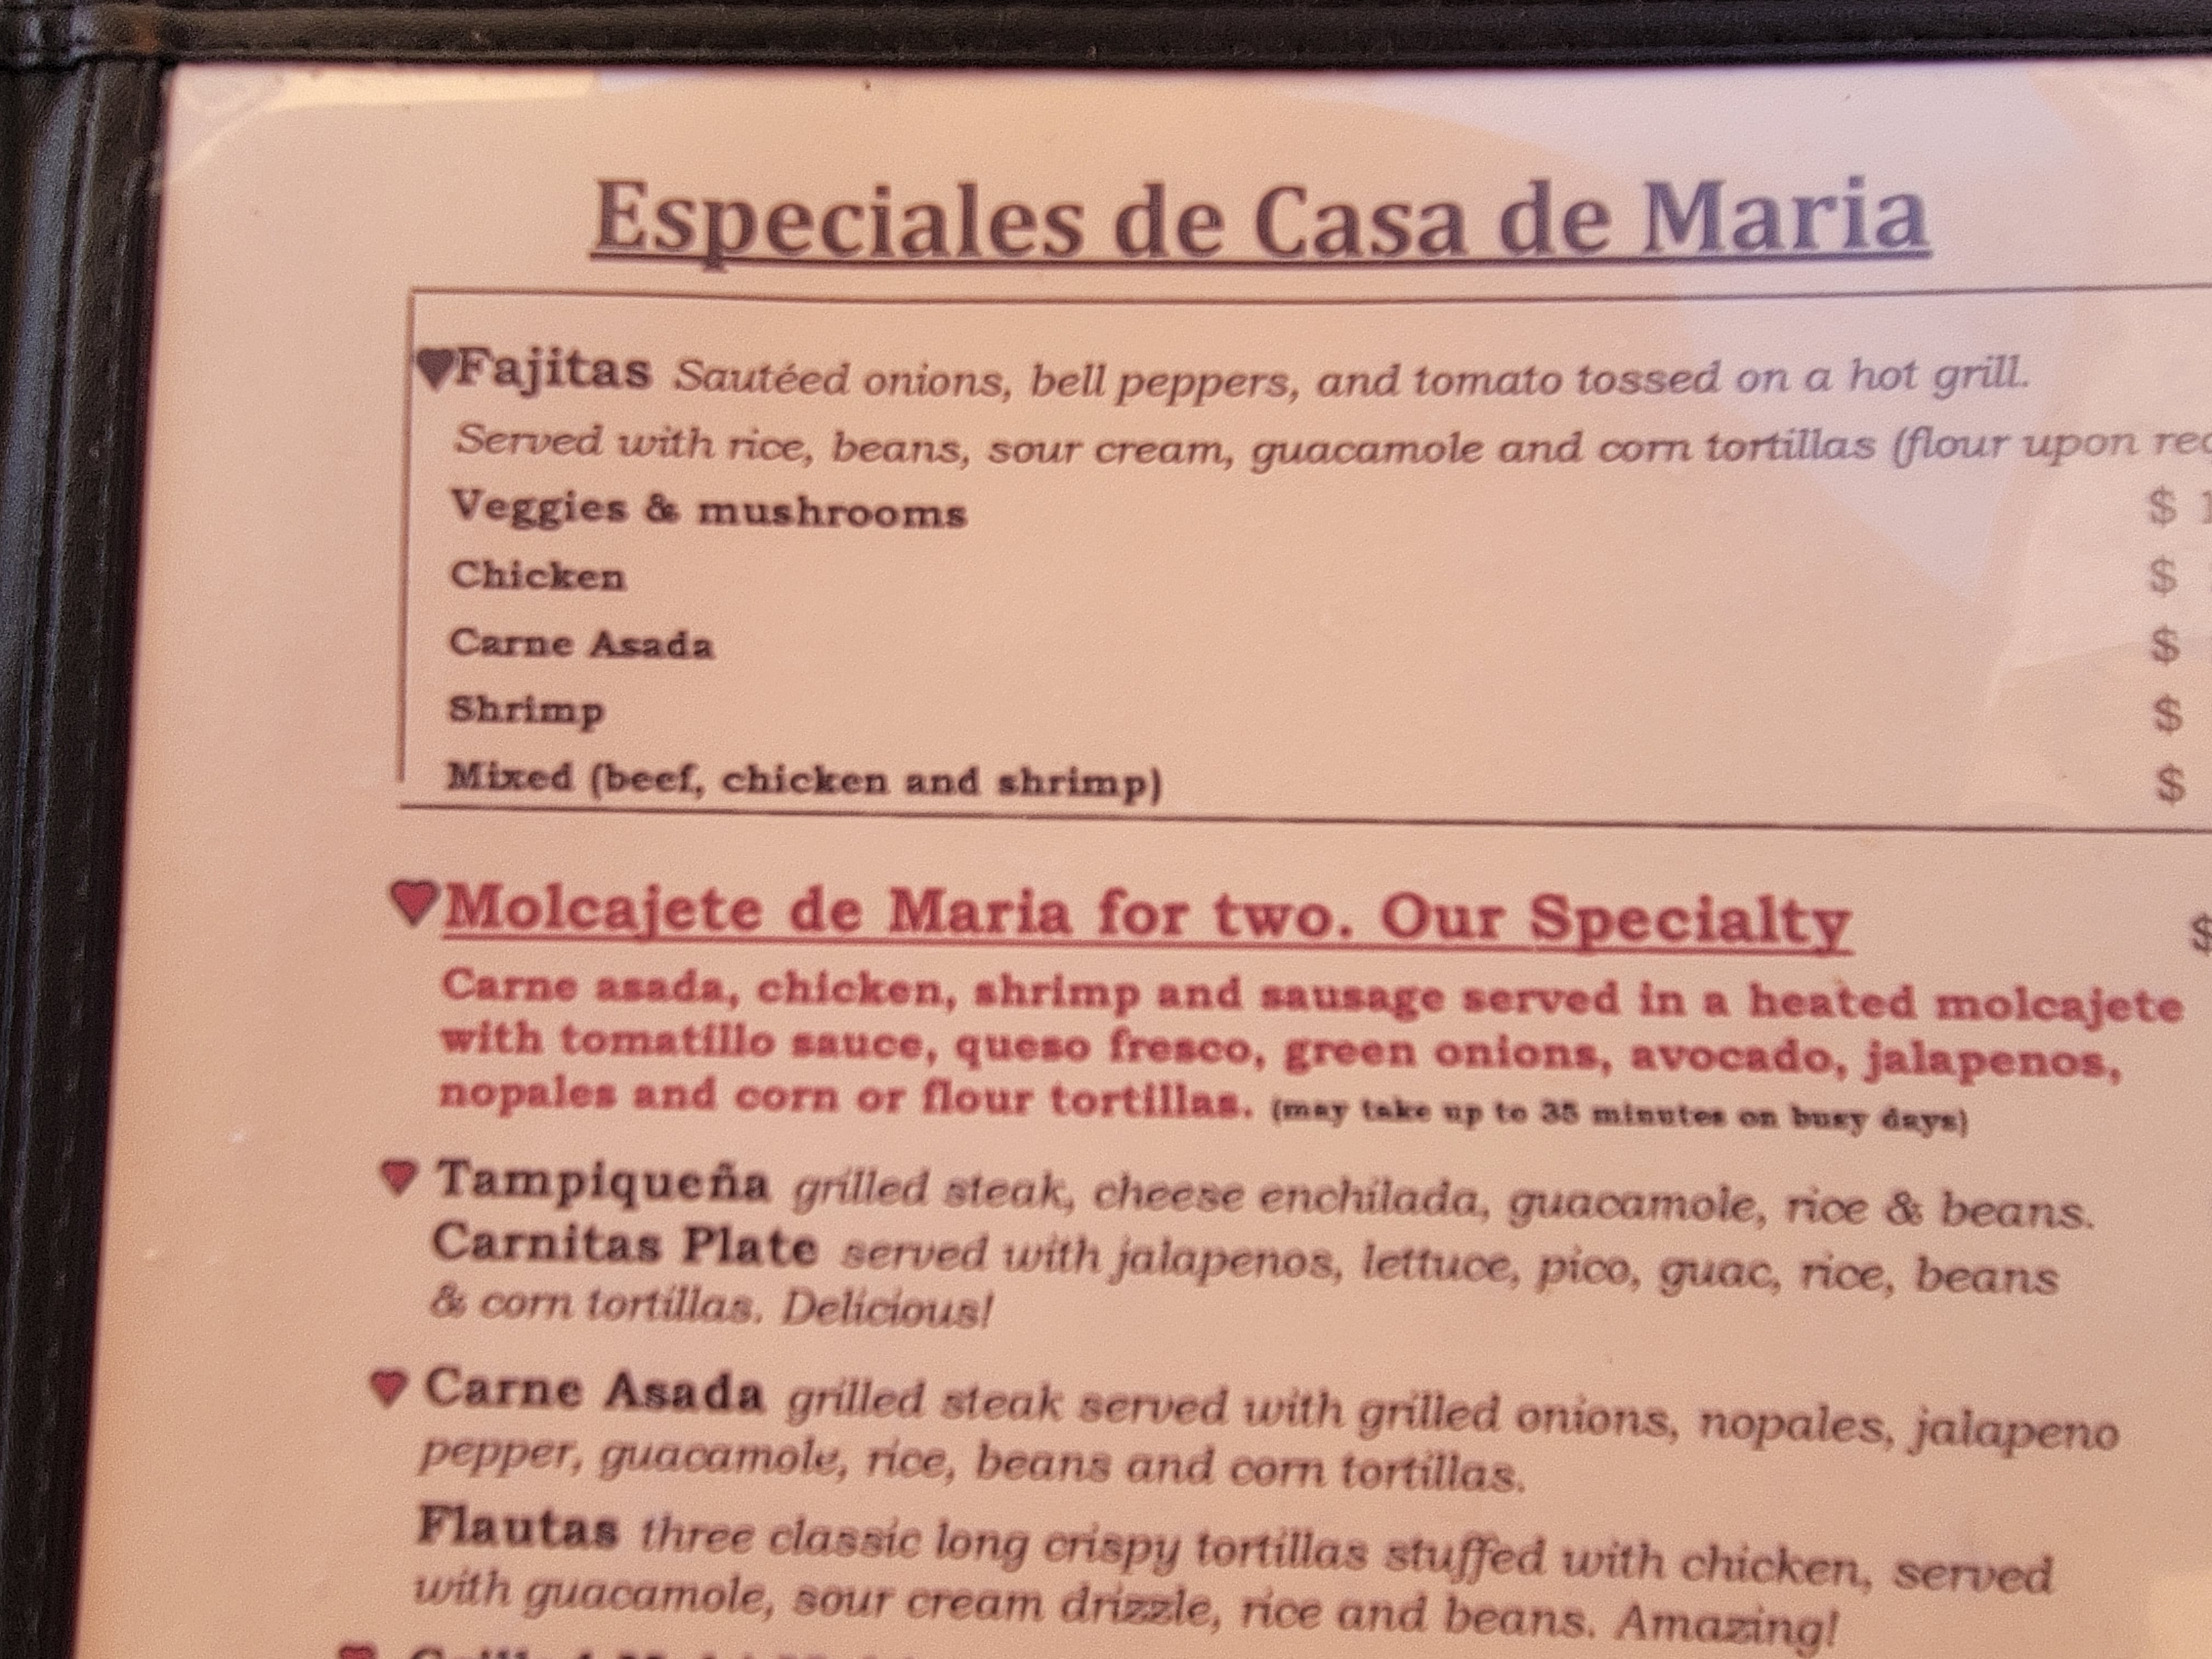 Especiales de Casa de Maria
♥Fajitas Sautéed onions, bell peppers, and tomato tossed on a hot grill.
Served with rice, beans, sour cream, guacamole and corn tortillas (flour upon
Veggies & mushrooms $
Chicken $
Carne Asada $
Shrimp $
Mixed (beef, chicken and shrimp) $
♥Molcajete de Maria for two. Our Specialty $
Carne asada, chicken, shrimp and sausage served in a heated molcajete
with tomatillo sauce, queso fresco, green onions, avocado, jalapenos,
nopales and corn or flour tortillas. (may take up to 35 minutes on busy days)
♥ Tampiqueña grilled steak, cheese enchilada, guacamole, rice & beans.
Carnitas Plate served with jalapenos, lettuce, pico, guac, rice, beans
& corn tortillas. Delicious!
♥ Carne Asada grilled steak served with grilled onions, nopales, jalapeno
pepper, guacamole, rice, beans and corn tortillas.
Flautas three classic long crispy tortillas stuffed with chicken, served
with guacamole, sour cream drizzle, rice and beans. Amazing!